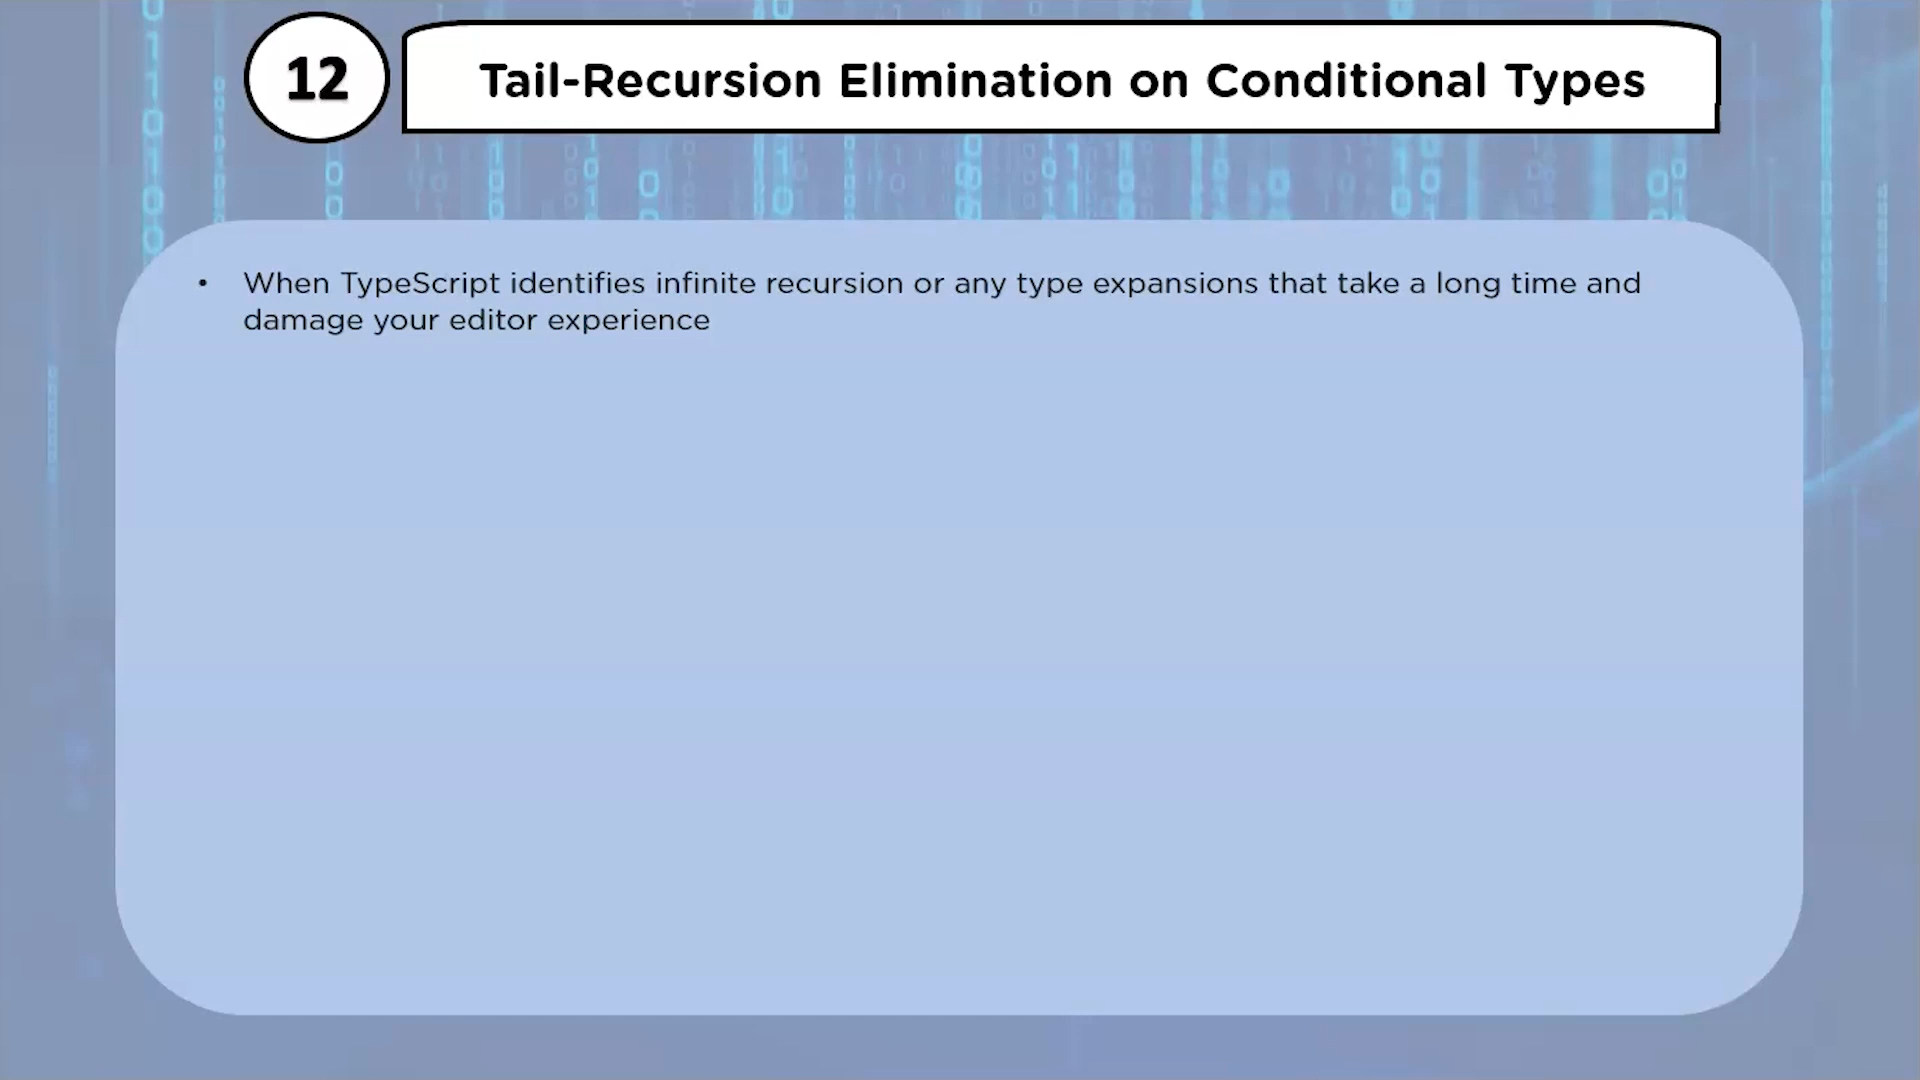 12
Tail-Recursion Elimination on Conditional Types
• When TypeScript identifies infinite recursion or any type expansions that take a long time and
damage your editor experience